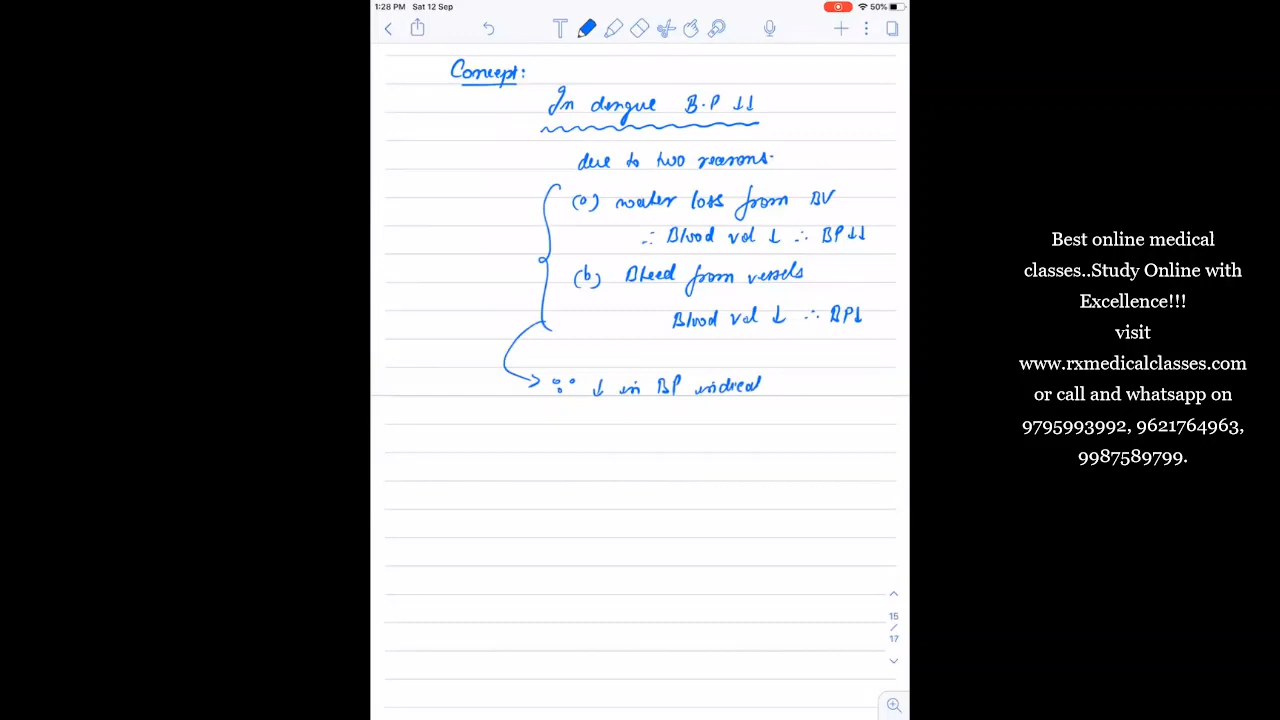 1:28 PM Sat 12 Sep
50%
Concept:
In dengue B.P ↓↓
due to two reasons.
(a) water loss from BV
∴ Blood vol ↓ ∴ BP↓↓
(b) Bleed from vessels
Blood vol ↓ ∴ BP↓
∵ ↓ in BP indicat
15
/
17
Best online medical
classes..Study Online with
Excellence!!!
visit
www.rxmedicalclasses.com
or call and whatsapp on
9795993992, 9621764963,
9987589799.